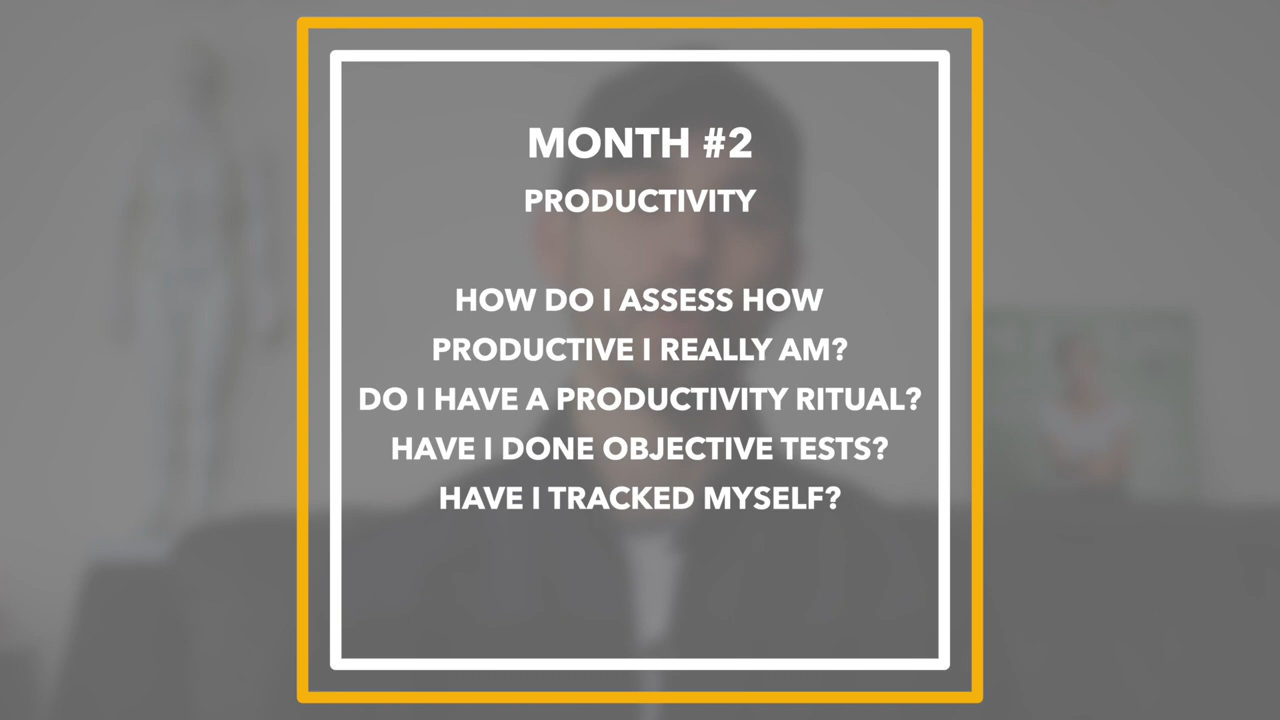 MONTH #2
PRODUCTIVITY
HOW DO I ASSESS HOW
PRODUCTIVE I REALLY AM?
DO I HAVE A PRODUCTIVITY RITUAL?
HAVE I DONE OBJECTIVE TESTS?
HAVE I TRACKED MYSELF?